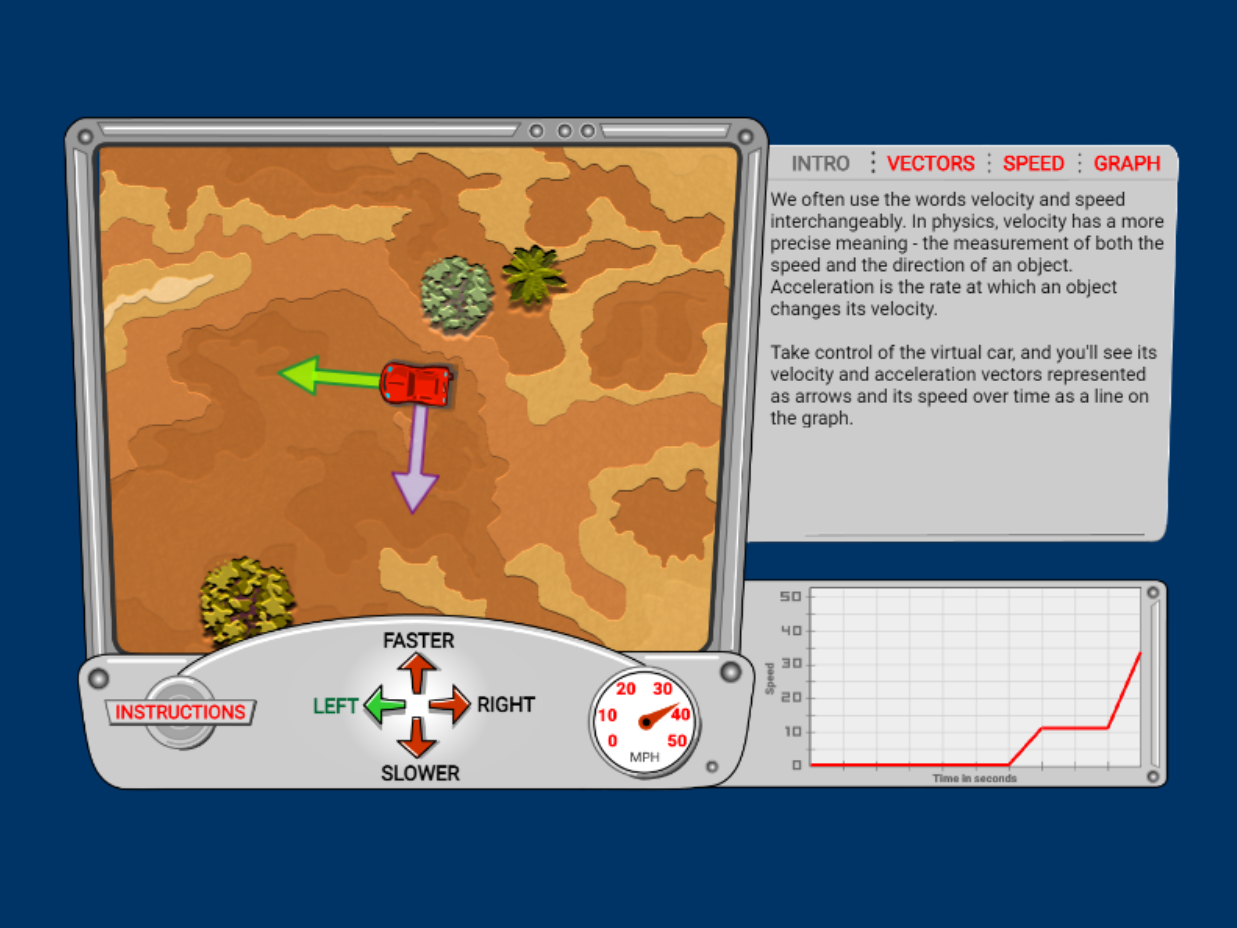 INTRO VECTORS SPEED GRAPH
We often use the words velocity and speed
interchangeably. In physics, velocity has a more
precise meaning - the measurement of both the
speed and the direction of an object.
Acceleration is the rate at which an object
changes its velocity.
Take control of the virtual car, and you'll see its
velocity and acceleration vectors represented
as arrows and its speed over time as a line on
the graph.
FASTER
LEFT
RIGHT
SLOWER
INSTRUCTIONS
20 30
10 40
0 50
MPH
50
40
30
20
10
0
Speed
Time in seconds